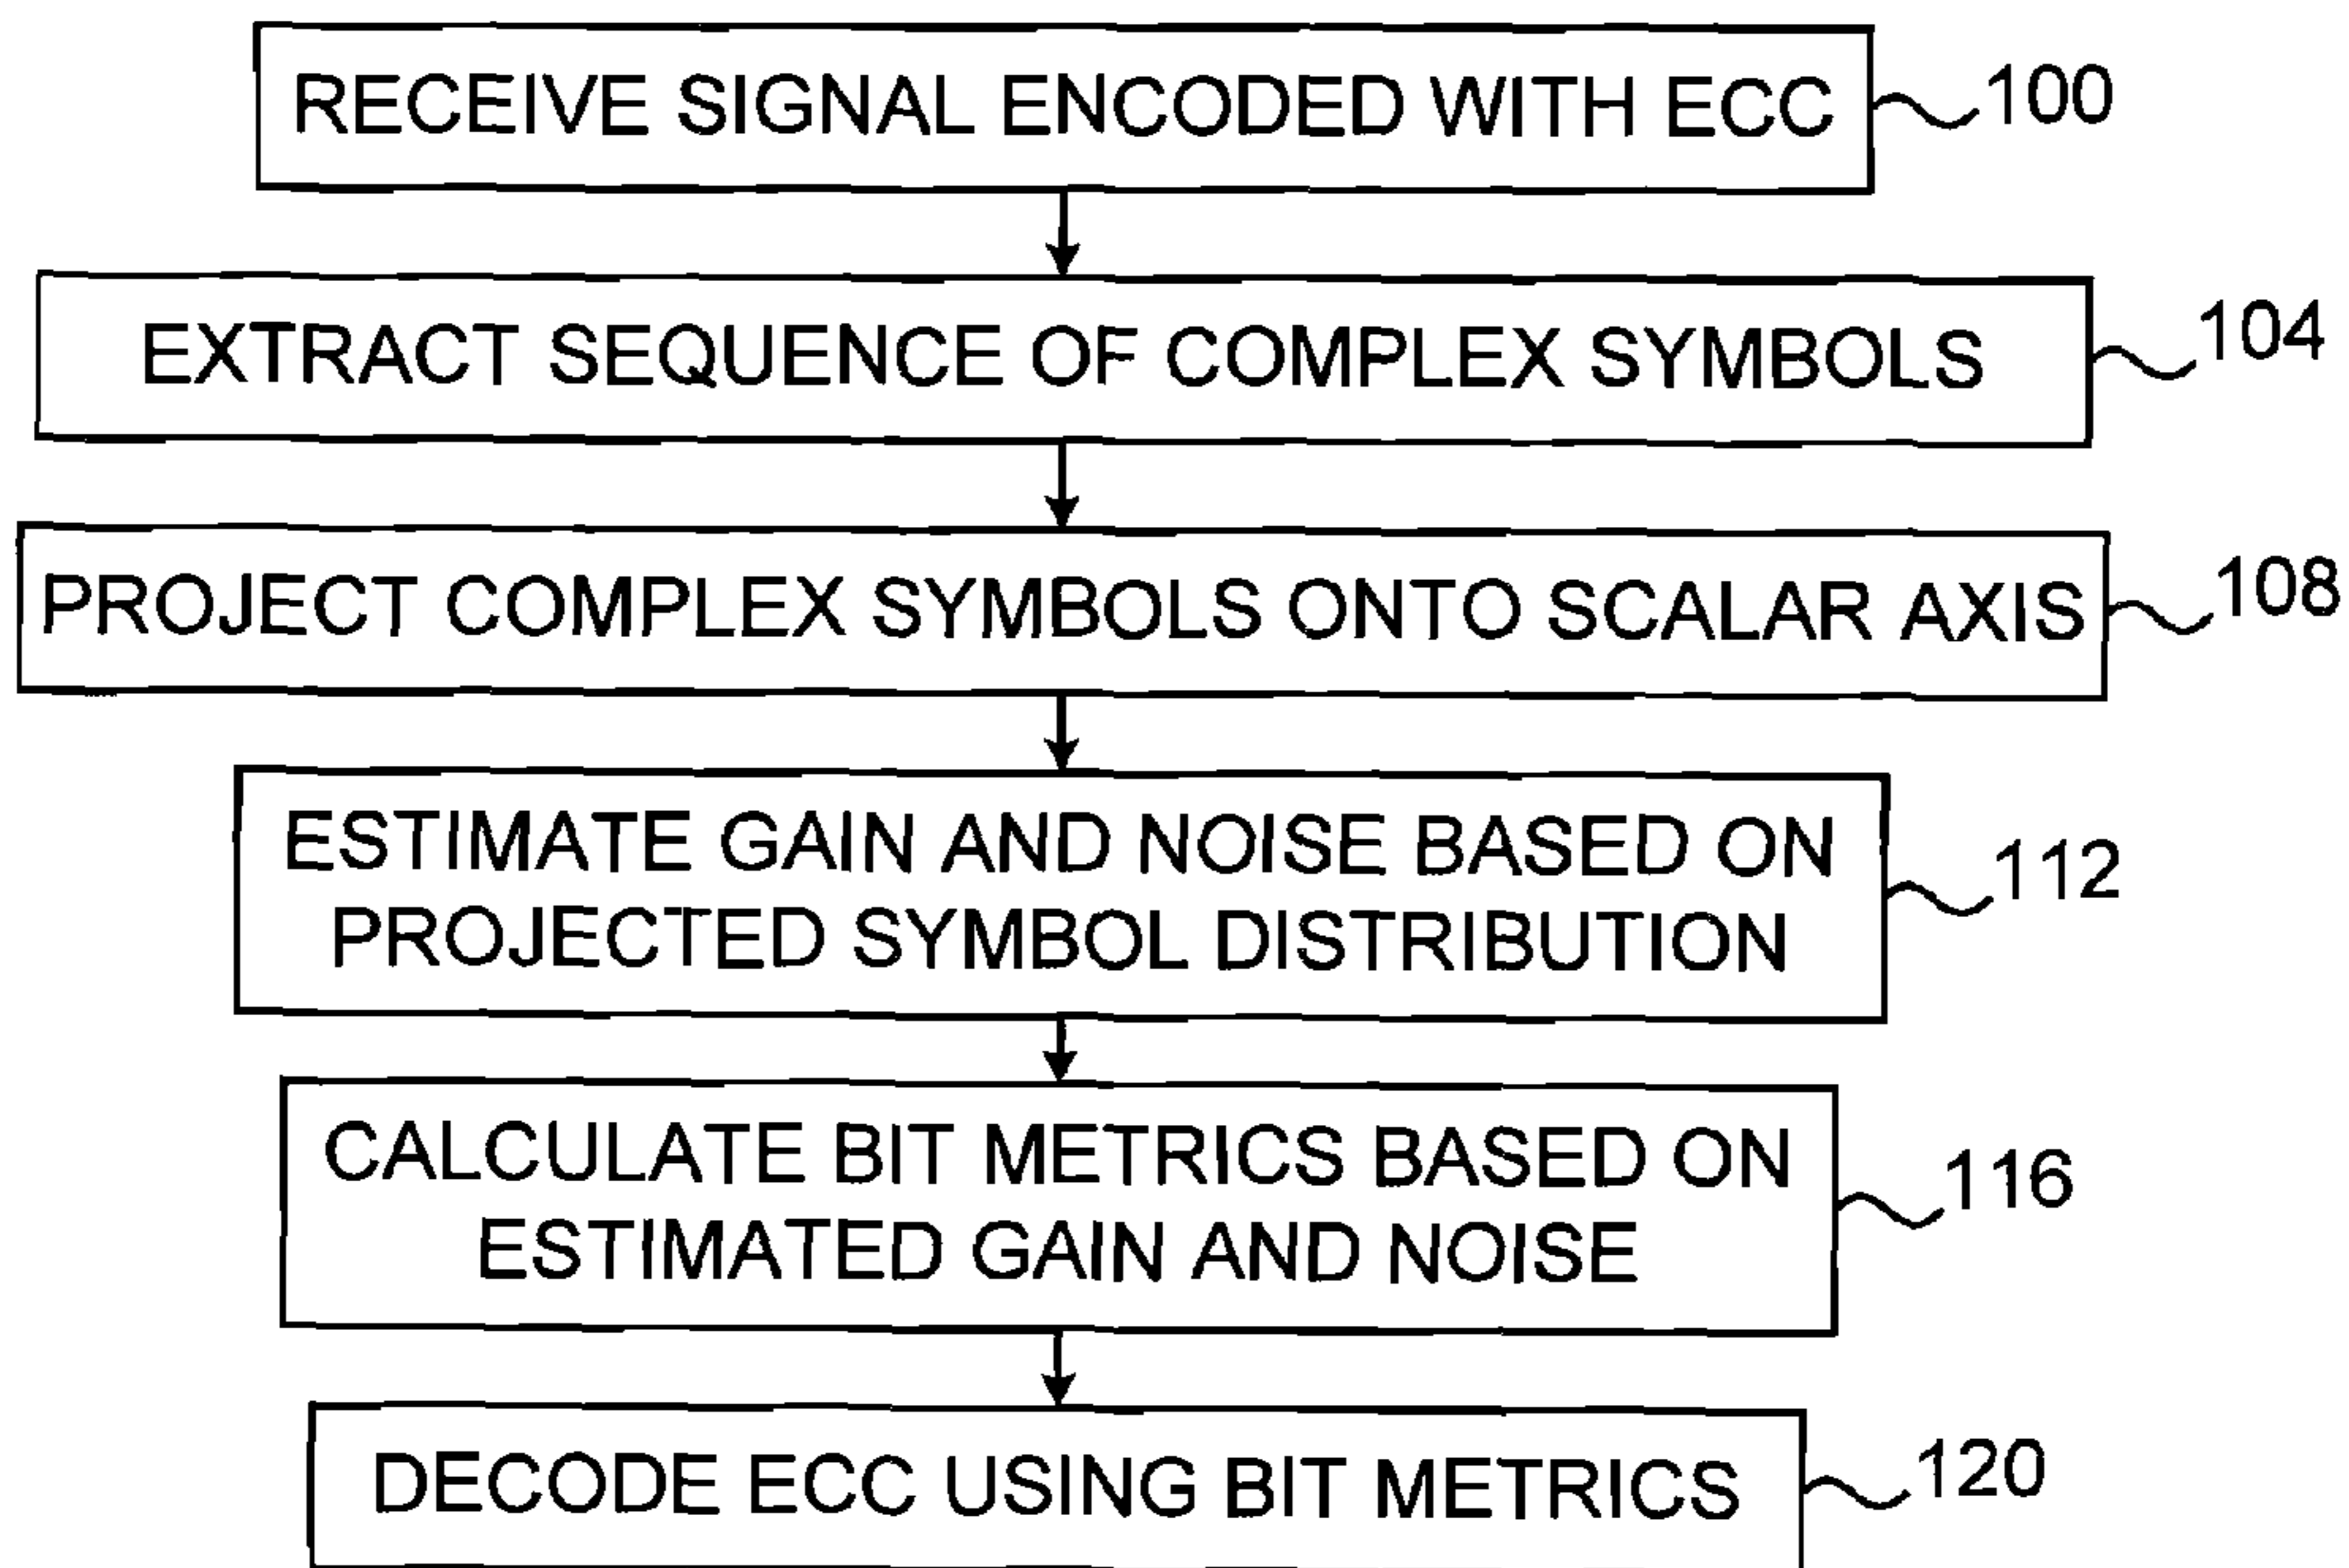 RECEIVE SIGNAL ENCODED WITH ECC
100
EXTRACT SEQUENCE OF COMPLEX SYMBOLS
104
PROJECT COMPLEX SYMBOLS ONTO SCALAR AXIS
108
ESTIMATE GAIN AND NOISE BASED ON
PROJECTED SYMBOL DISTRIBUTION
112
CALCULATE BIT METRICS BASED ON
ESTIMATED GAIN AND NOISE
116
DECODE ECC USING BIT METRICS
120